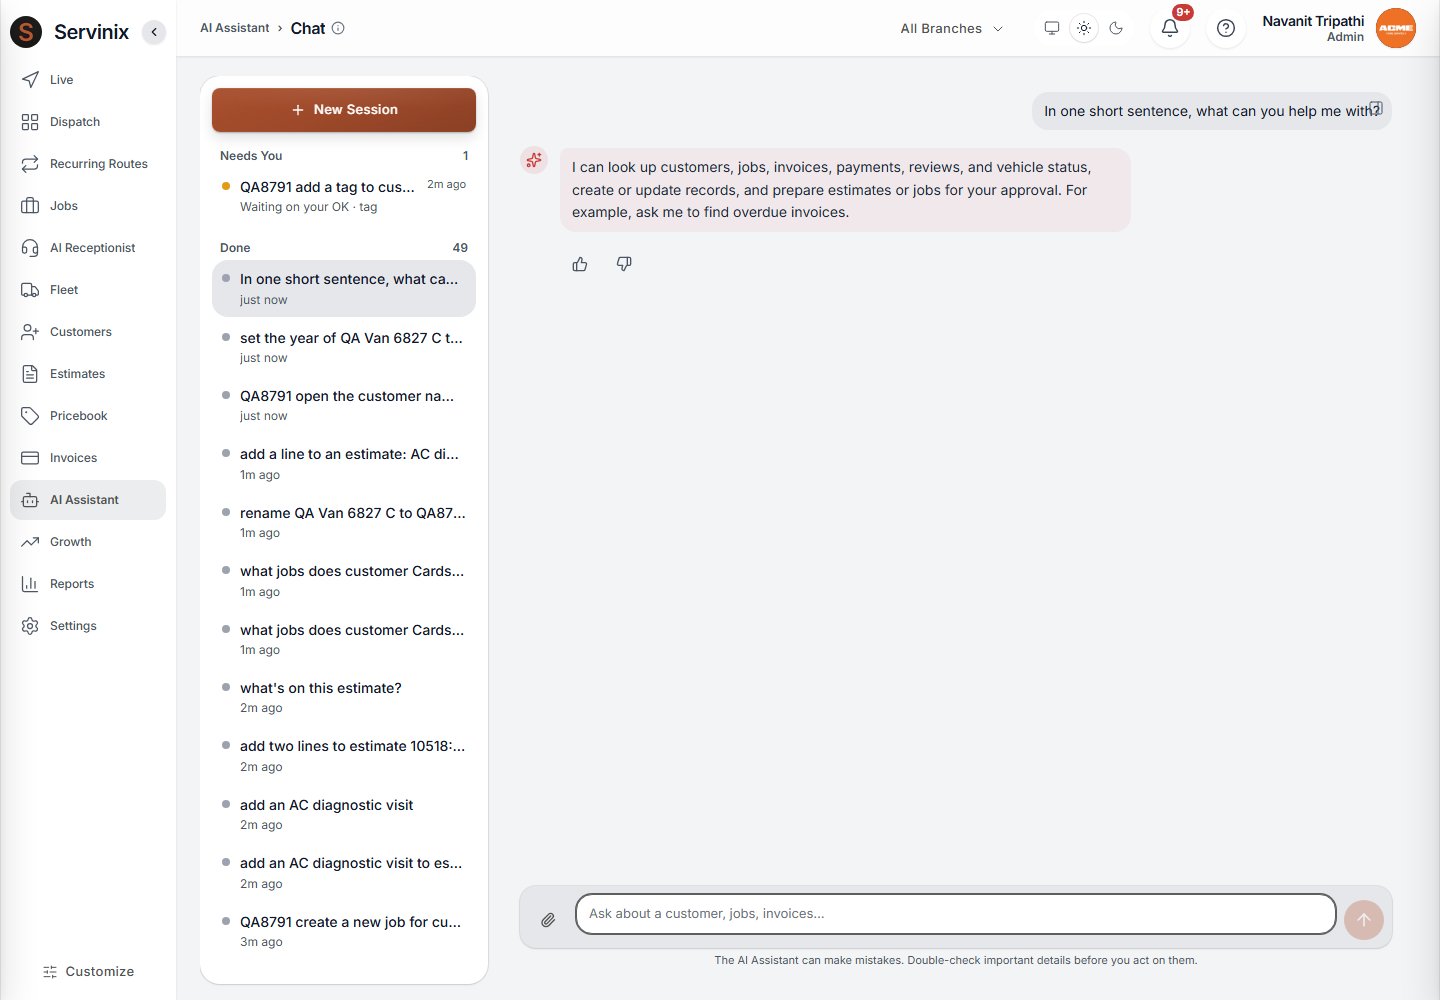 S
Servinix
Live
Dispatch
Recurring Routes
Jobs
AI Receptionist
Fleet
Customers
Estimates
Pricebook
Invoices
AI Assistant
Growth
Reports
Settings
Customize
AI Assistant › Chat
All Branches
9+
Navanit Tripathi
Admin
ACME
+ New Session
Needs You 1
QA8791 add a tag to cus... 2m ago
Waiting on your OK · tag
Done 49
In one short sentence, what ca...
just now
set the year of QA Van 6827 C t...
just now
QA8791 open the customer na...
just now
add a line to an estimate: AC di...
1m ago
rename QA Van 6827 C to QA87...
1m ago
what jobs does customer Cards...
1m ago
what jobs does customer Cards...
1m ago
what's on this estimate?
2m ago
add two lines to estimate 10518:...
2m ago
add an AC diagnostic visit
2m ago
add an AC diagnostic visit to es...
2m ago
QA8791 create a new job for cu...
3m ago
In one short sentence, what can you help me with?
I can look up customers, jobs, invoices, payments, reviews, and vehicle status,
create or update records, and prepare estimates or jobs for your approval. For
example, ask me to find overdue invoices.
Ask about a customer, jobs, invoices...
The AI Assistant can make mistakes. Double-check important details before you act on them.